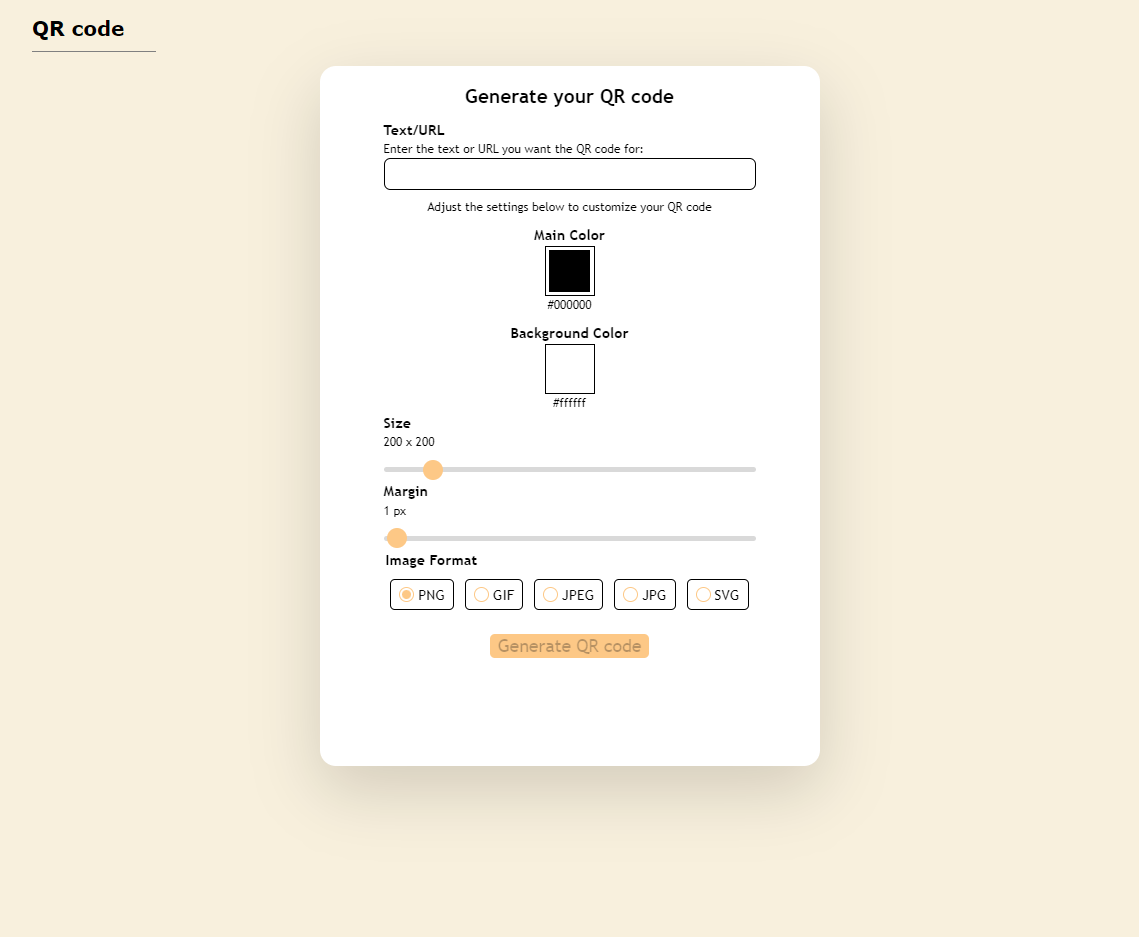 QR code
Generate your QR code
Text/URL
Enter the text or URL you want the QR code for:
Adjust the settings below to customize your QR code
Main Color
#000000
Background Color
#ffffff
Size
200 x 200
Margin
1 px
Image Format
PNG GIF JPEG JPG SVG
Generate QR code